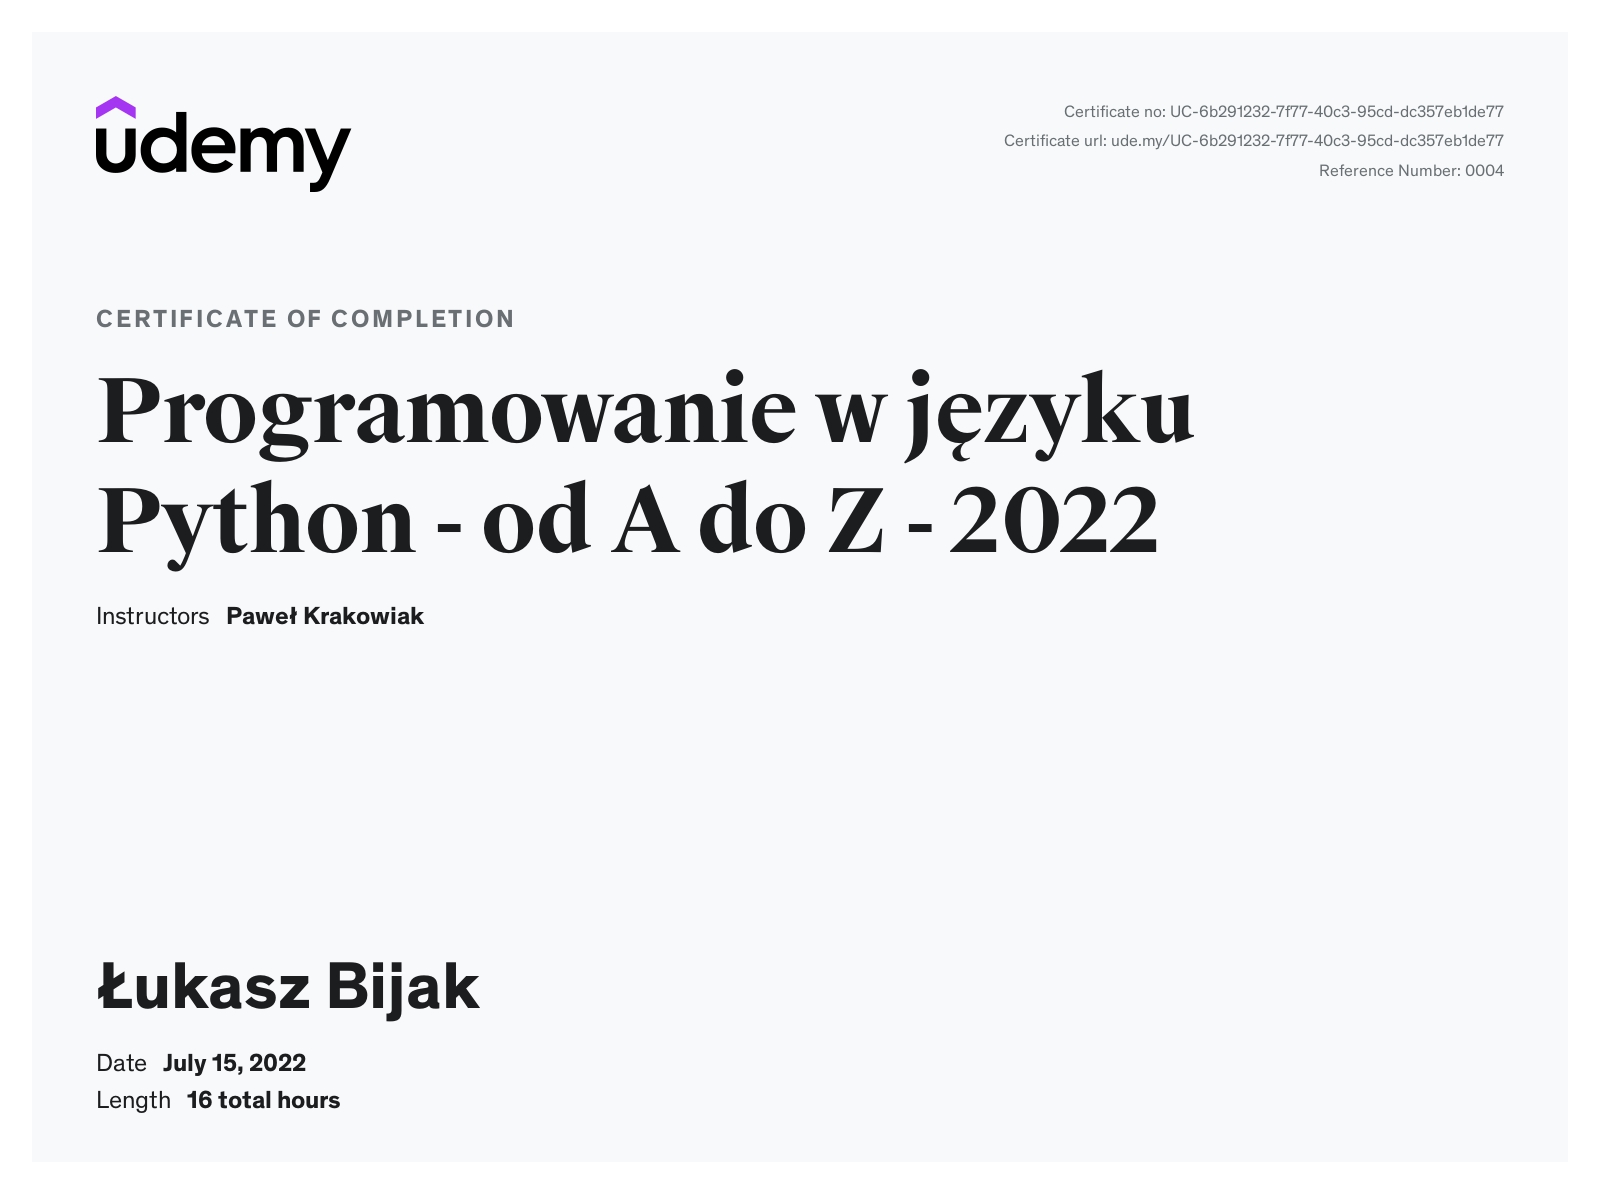 udemy
Certificate no: UC-6b291232-7f77-40c3-95cd-dc357eb1de77
Certificate url: ude.my/UC-6b291232-7f77-40c3-95cd-dc357eb1de77
Reference Number: 0004
CERTIFICATE OF COMPLETION
Programowanie w języku
Python - od A do Z - 2022
Instructors Paweł Krakowiak
Łukasz Bijak
Date July 15, 2022
Length 16 total hours